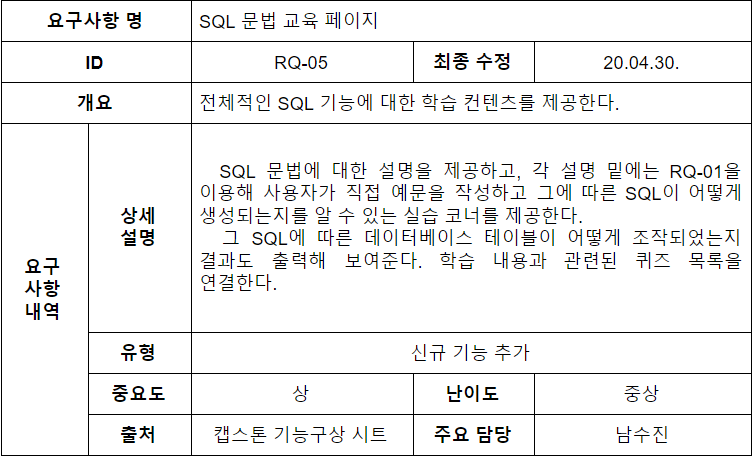 요구사항 명 SQL 문법 교육 페이지
ID RQ-05 최종 수정 20.04.30.
개요 전체적인 SQL 기능에 대한 학습 컨텐츠를 제공한다.
요구
사항
내역
상세
설명
SQL 문법에 대한 설명을 제공하고, 각 설명 밑에는 RQ-01을
이용해 사용자가 직접 예문을 작성하고 그에 따른 SQL이 어떻게
생성되는지를 알 수 있는 실습 코너를 제공한다.
그 SQL에 따른 데이터베이스 테이블이 어떻게 조작되었는지
결과도 출력해 보여준다. 학습 내용과 관련된 퀴즈 목록을
연결한다.
유형 신규 기능 추가
중요도 상 난이도 중상
출처 캡스톤 기능구상 시트 주요 담당 남수진